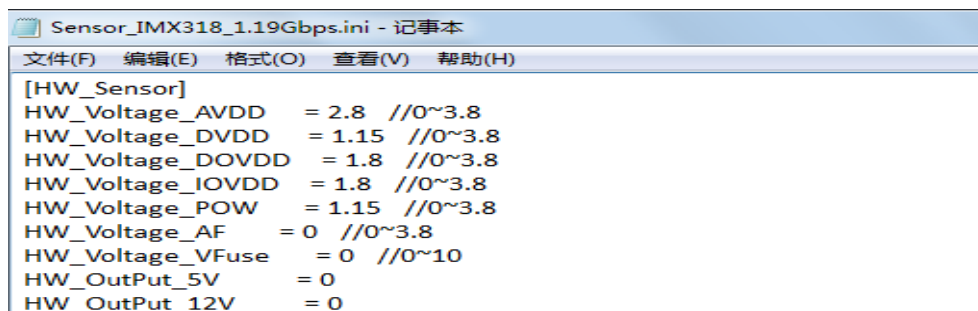 Sensor_IMX318_1.19Gbps.ini - 记事本
文件(F) 编辑(E) 格式(O) 查看(V) 帮助(H)
[HW_Sensor]
HW_Voltage_AVDD = 2.8 //0~3.8
HW_Voltage_DVDD = 1.15 //0~3.8
HW_Voltage_DOVDD = 1.8 //0~3.8
HW_Voltage_IOVDD = 1.8 //0~3.8
HW_Voltage_POW = 1.15 //0~3.8
HW_Voltage_AF = 0 //0~3.8
HW_Voltage_VFuse = 0 //0~10
HW_OutPut_5V = 0
HW_OutPut_12V = 0